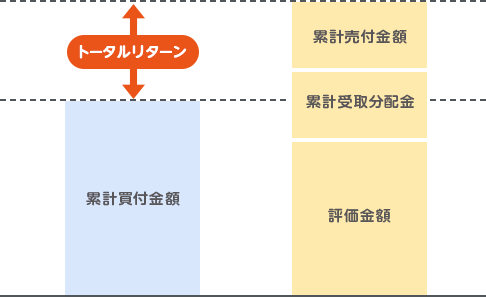 トータルリターン
累計買付金額
累計売付金額
累計受取分配金
評価金額